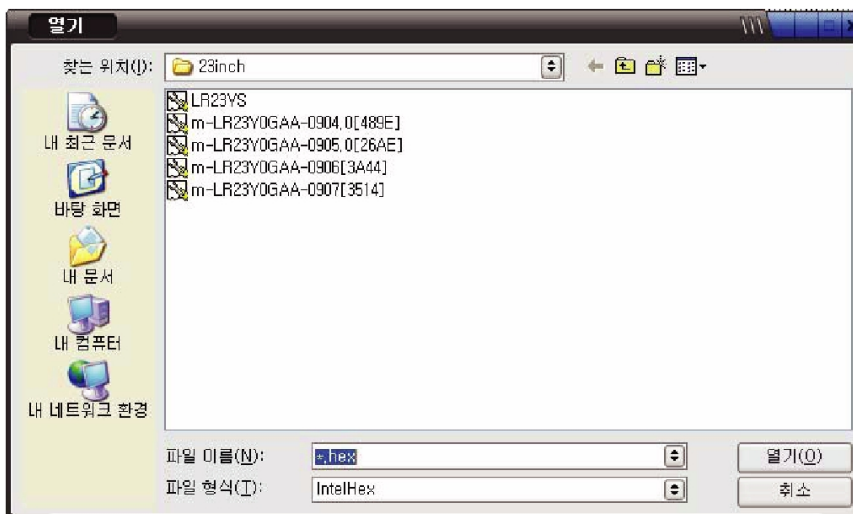 열기
찾는 위치(I):
23inch
LR23YS
m-LR23Y0GAA-0904.0[489E]
m-LR23Y0GAA-0905.0[26AE]
m-LR23Y0GAA-0906[3A44]
m-LR23Y0GAA-0907[3514]
내 최근 문서
바탕 화면
내 문서
내 컴퓨터
내 네트워크 환경
파일 이름(N):
*.hex
열기(O)
파일 형식(T):
IntelHex
취소